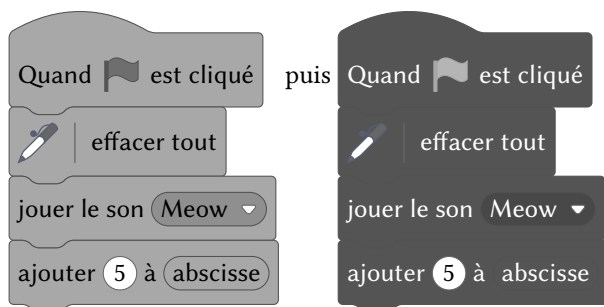 Quand est cliqué puis Quand est cliqué
effacer tout effacer tout
jouer le son Meow jouer le son Meow
ajouter 5 à abscisse ajouter 5 à abscisse